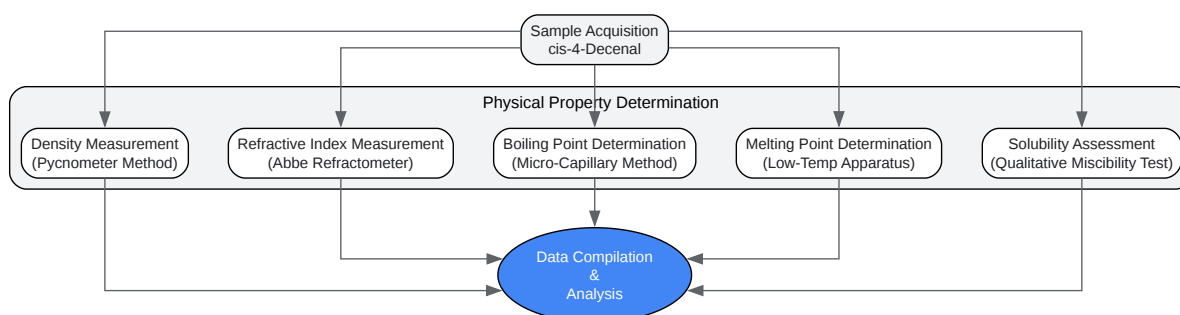 Sample Acquisition
cis-4-Decenal
Physical Property Determination
Density Measurement
(Pycnometer Method)
Refractive Index Measurement
(Abbe Refractometer)
Boiling Point Determination
(Micro-Capillary Method)
Melting Point Determination
(Low-Temp Apparatus)
Solubility Assessment
(Qualitative Miscibility Test)
Data Compilation
&
Analysis